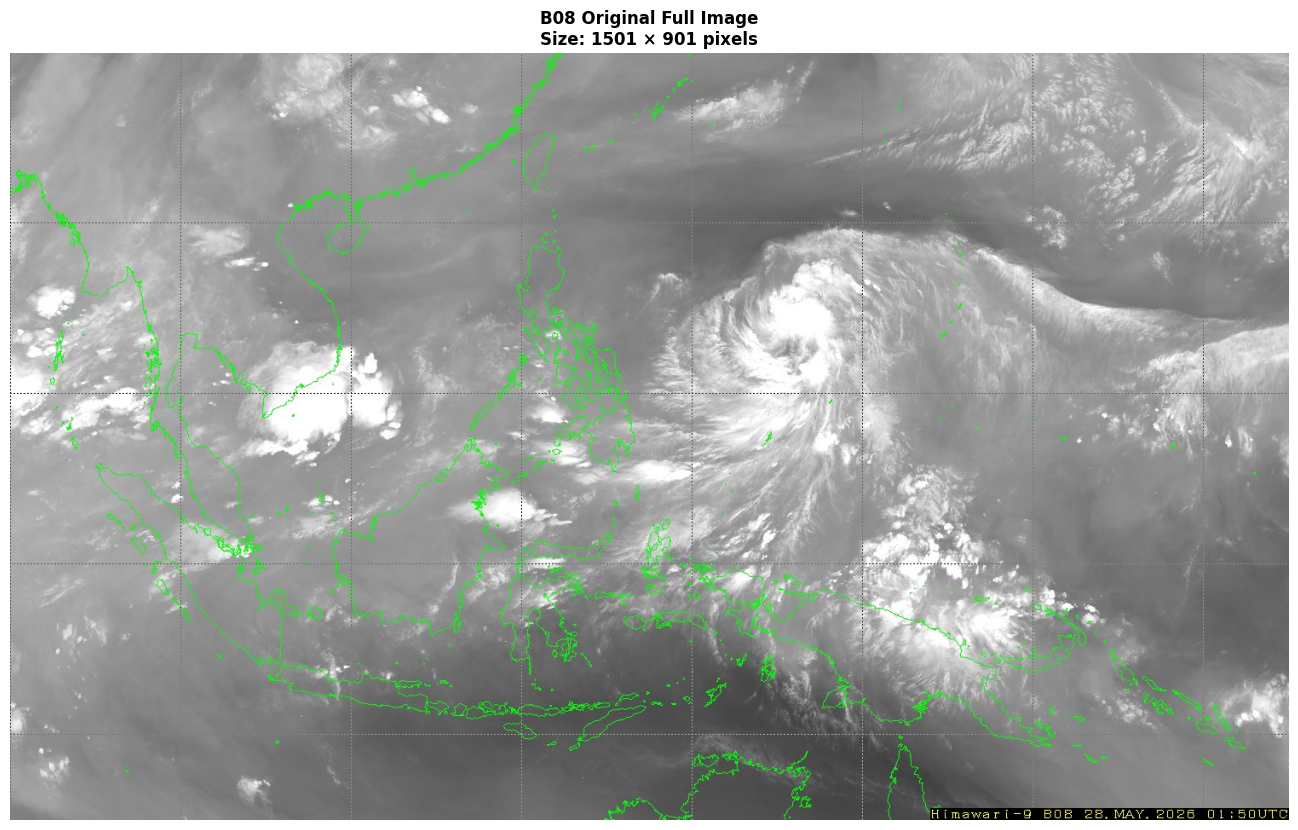 B08 Original Full Image
Size: 1501 × 901 pixels
Himawari-9 B08 28.MAY.2026 01:50UTC